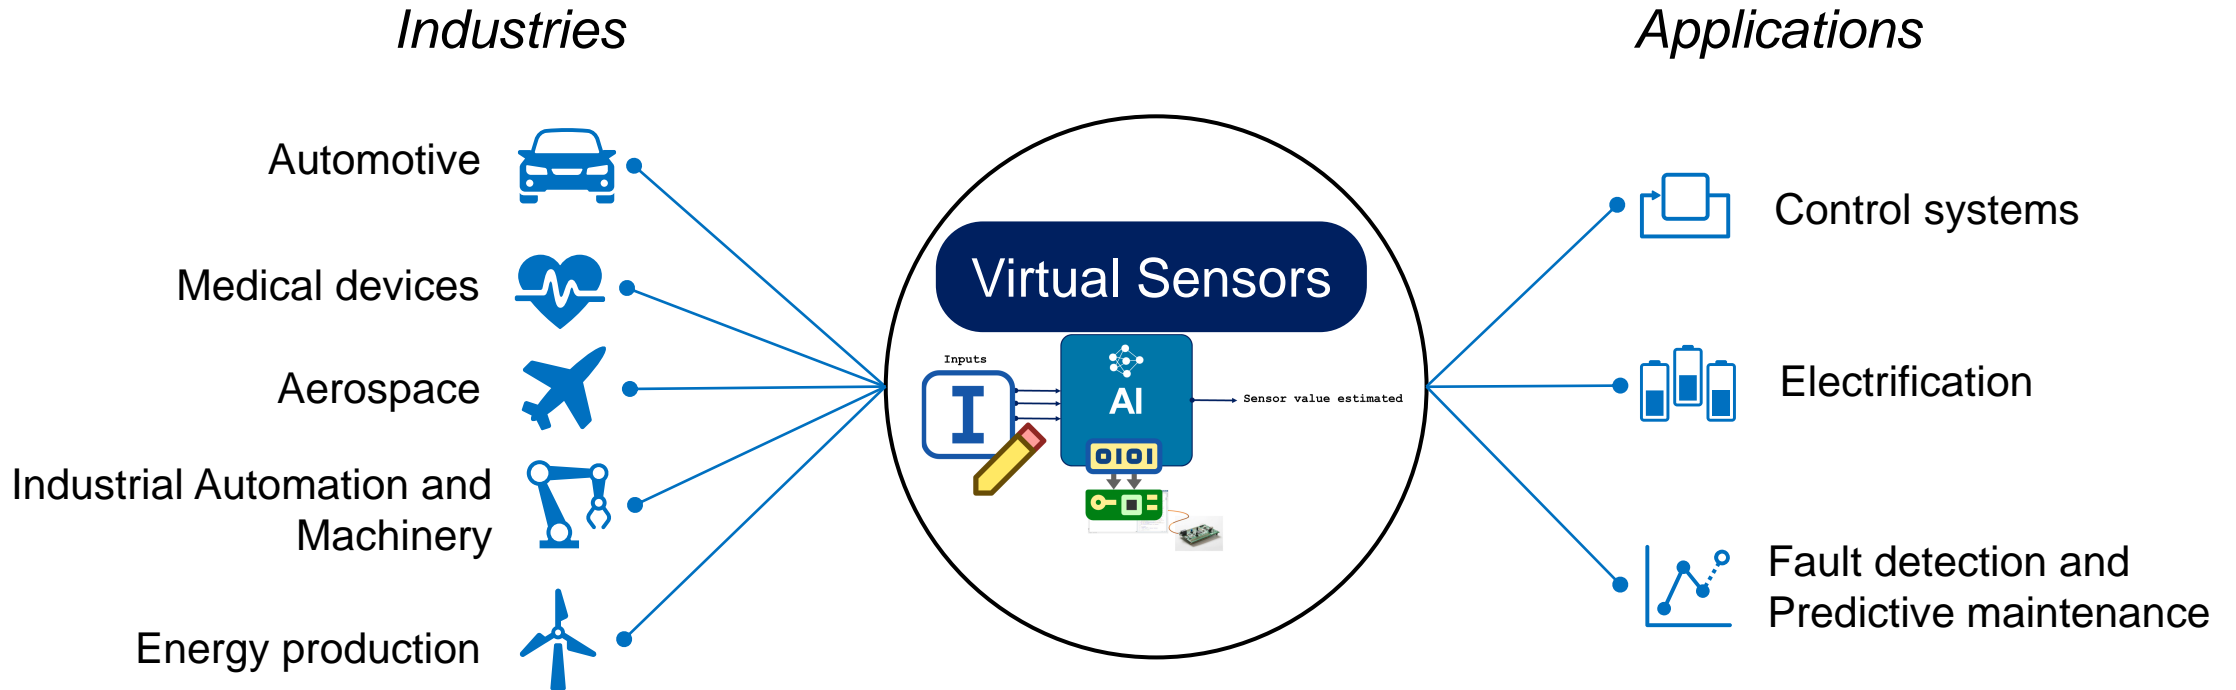 Industries
Applications
Automotive
Medical devices
Aerospace
Industrial Automation and
Machinery
Energy production
Virtual Sensors
Inputs
I
AI
Sensor value estimated
0101
Control systems
Electrification
Fault detection and
Predictive maintenance